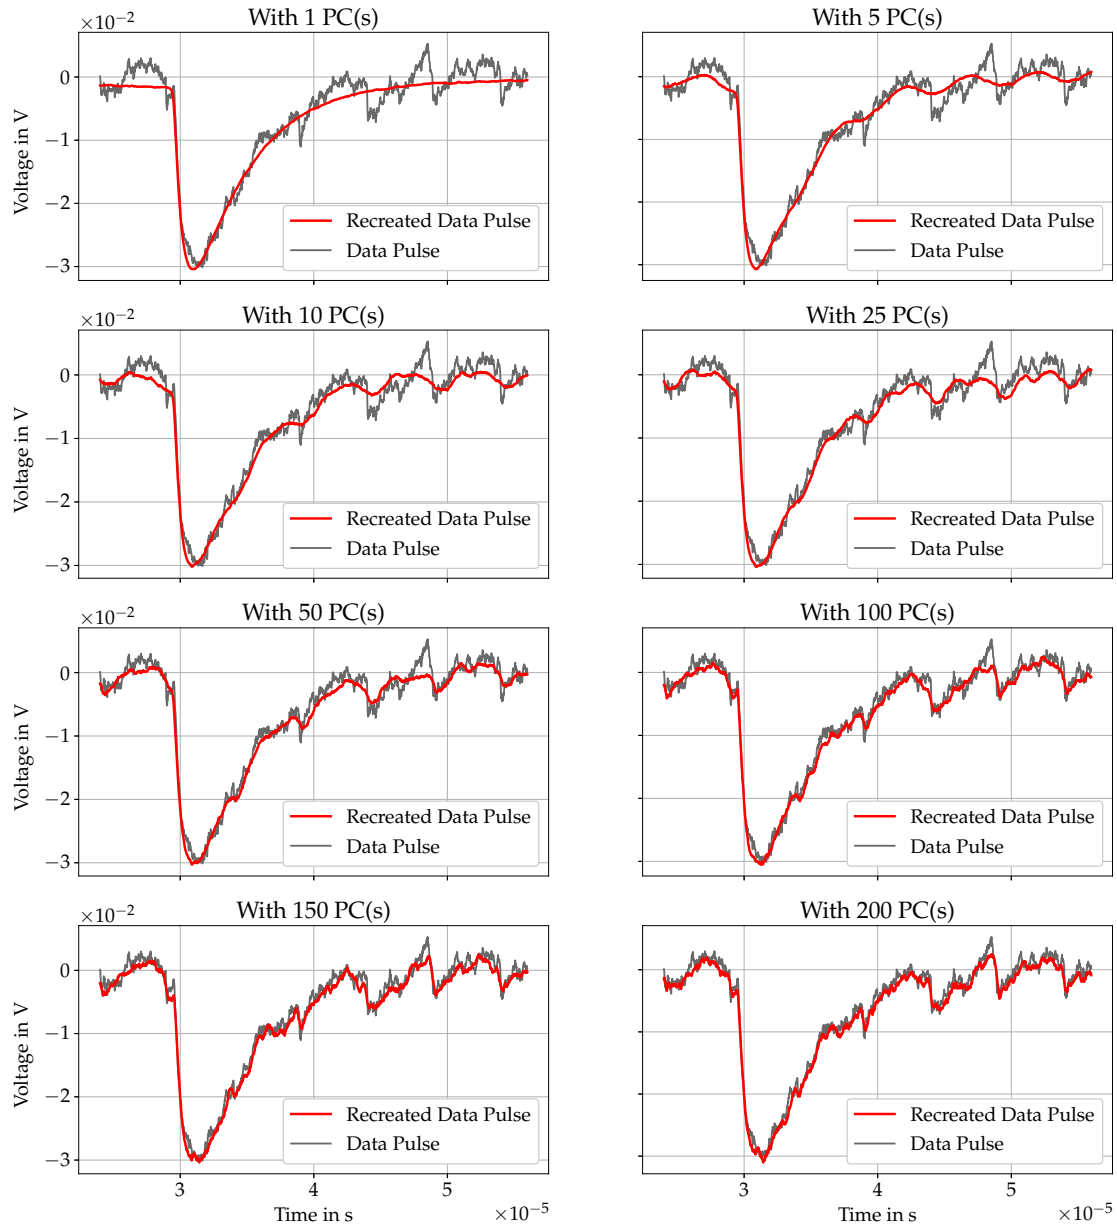 With 1 PC(s)
×10⁻²
0
−1
−2
−3
Voltage in V
Recreated Data Pulse
Data Pulse
With 5 PC(s)
Recreated Data Pulse
Data Pulse
With 10 PC(s)
×10⁻²
0
−1
−2
−3
Voltage in V
Recreated Data Pulse
Data Pulse
With 25 PC(s)
Recreated Data Pulse
Data Pulse
With 50 PC(s)
×10⁻²
0
−1
−2
−3
Voltage in V
Recreated Data Pulse
Data Pulse
With 100 PC(s)
Recreated Data Pulse
Data Pulse
With 150 PC(s)
×10⁻²
0
−1
−2
−3
Voltage in V
Recreated Data Pulse
Data Pulse
3 4 5
Time in s
×10⁻⁵
With 200 PC(s)
Recreated Data Pulse
Data Pulse
3 4 5
Time in s
×10⁻⁵